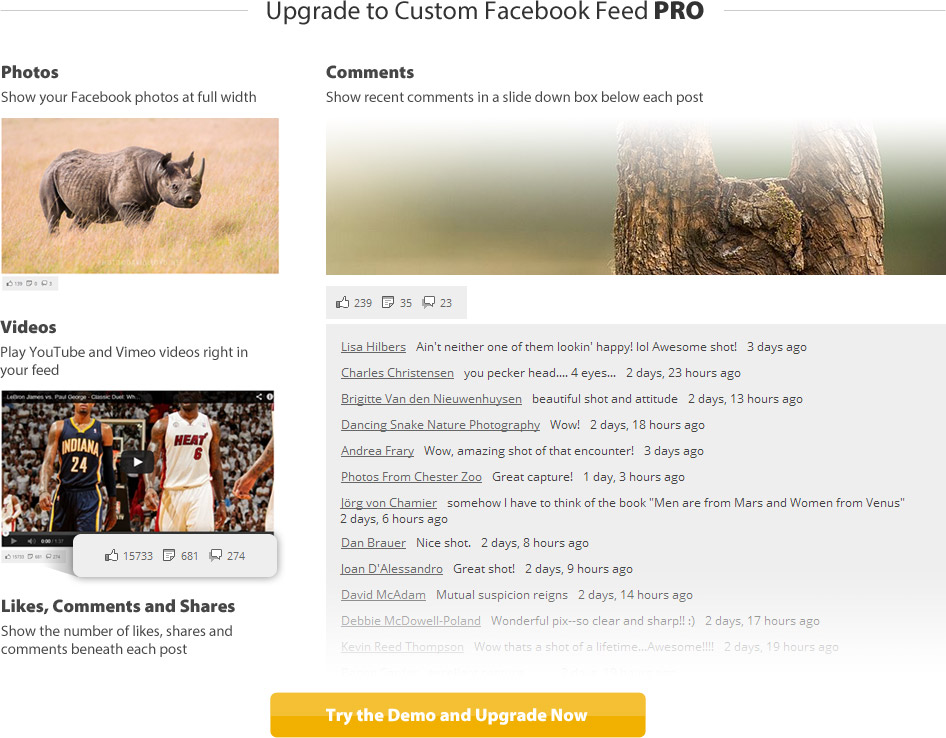 Upgrade to Custom Facebook Feed PRO
Photos
Show your Facebook photos at full width
139 0 2
Videos
Play YouTube and Vimeo videos right in
your feed
LeBron James vs. Paul George - Classic Duel: Wh...
INDIANA
24
HEAT
6
0:00 / 1:37
15733 681 274
15733 681 274
Likes, Comments and Shares
Show the number of likes, shares and
comments beneath each post
Comments
Show recent comments in a slide down box below each post
239 35 23
Lisa Hilbers Ain't neither one of them lookin' happy! lol Awesome shot! 3 days ago
Charles Christensen you pecker head.... 4 eyes... 2 days, 23 hours ago
Brigitte Van den Nieuwenhuysen beautiful shot and attitude 2 days, 13 hours ago
Dancing Snake Nature Photography Wow! 2 days, 18 hours ago
Andrea Frary Wow, amazing shot of that encounter! 3 days ago
Photos From Chester Zoo Great capture! 1 day, 3 hours ago
Jörg von Chamier somehow I have to think of the book "Men are from Mars and Women from Venus"
2 days, 6 hours ago
Dan Brauer Nice shot. 2 days, 8 hours ago
Joan D'Alessandro Great shot! 2 days, 9 hours ago
David McAdam Mutual suspicion reigns 2 days, 14 hours ago
Debbie McDowell-Poland Wonderful pix--so clear and sharp!! :) 2 days, 17 hours ago
Kevin Reed Thompson Wow thats a shot of a lifetime...Awesome!!!! 2 days, 19 hours ago
Try the Demo and Upgrade Now